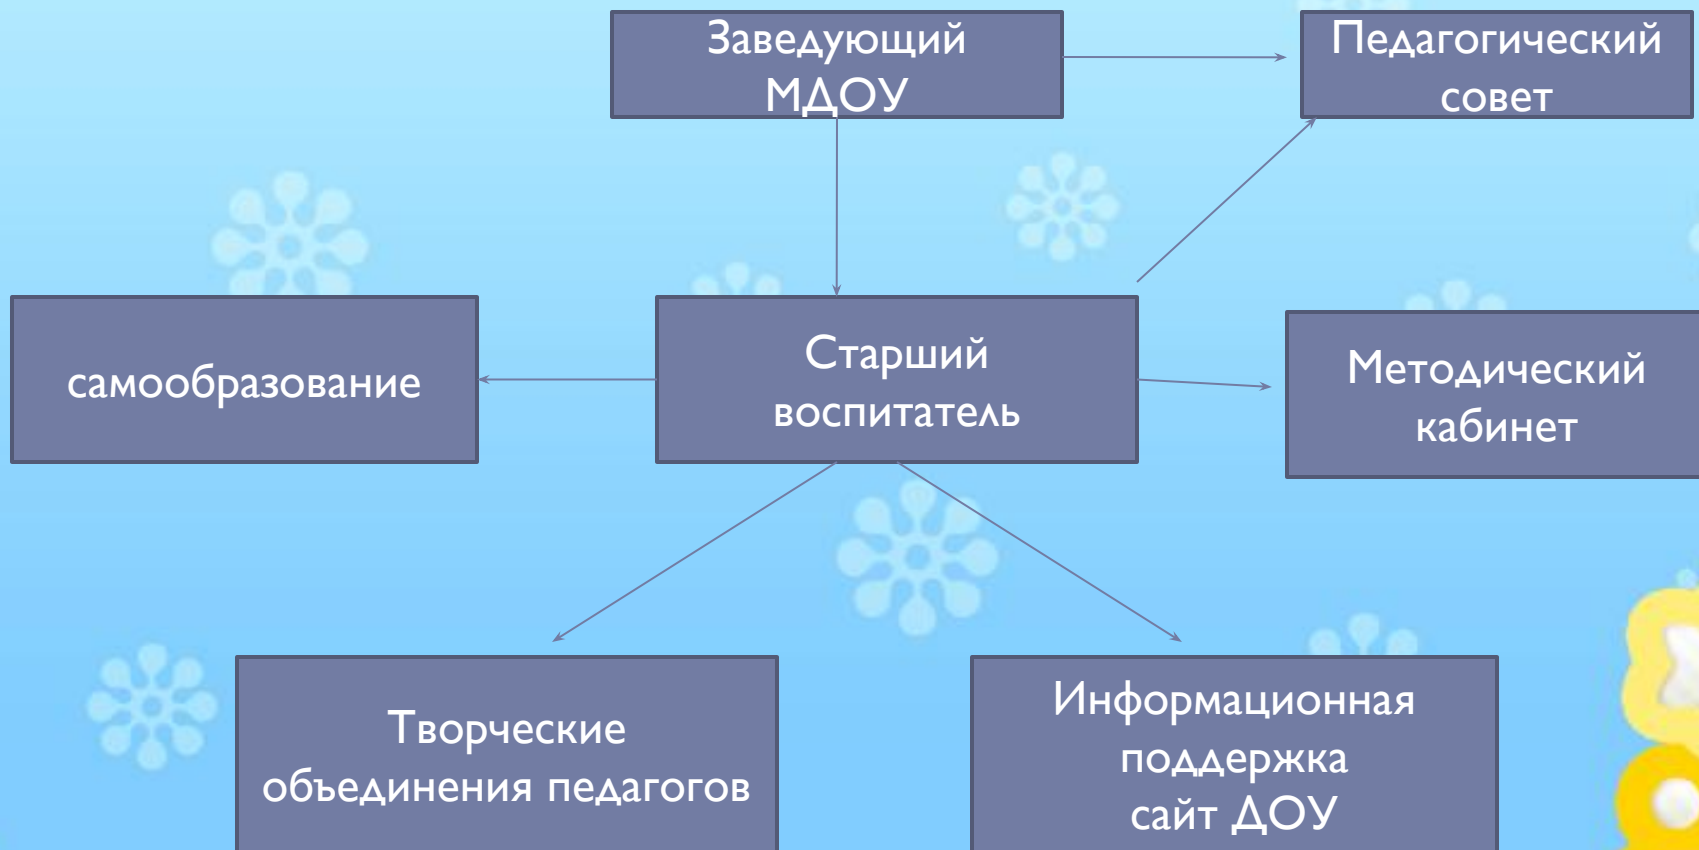 Заведующий
МДОУ
Педагогический
совет
самообразование
Старший
воспитатель
Методический
кабинет
Творческие
объединения педагогов
Информационная
поддержка
сайт ДОУ